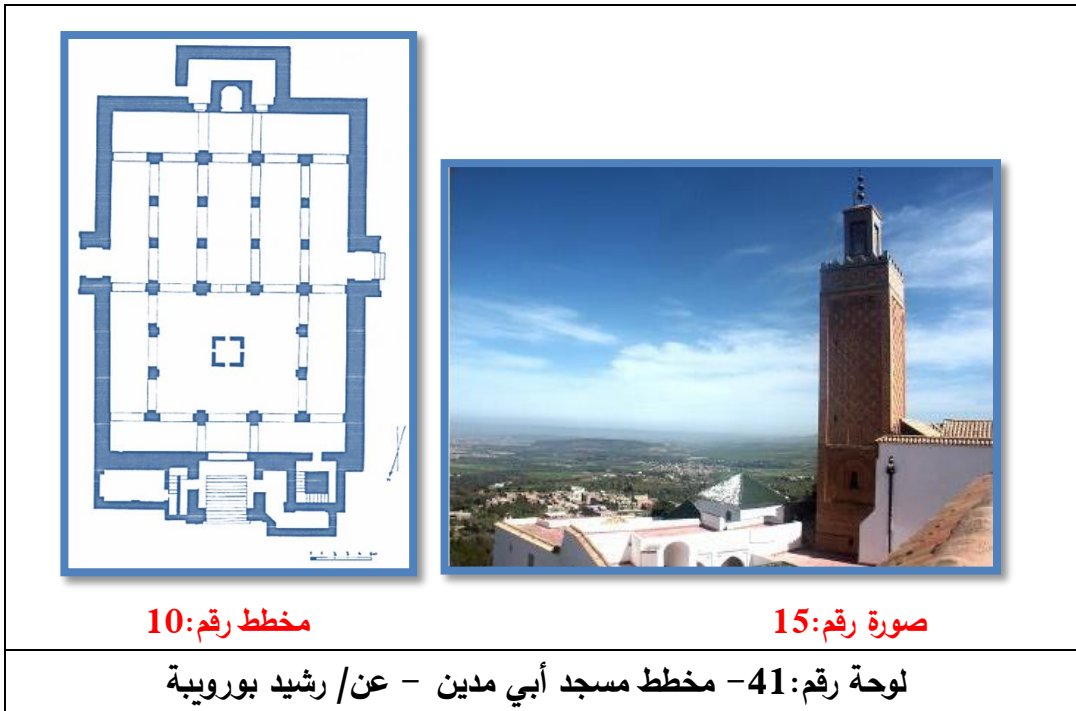 صورة رقم:15
مخطط رقم:10
لوحة رقم:41- مخطط مسجد أبي مدين - عن/ رشيد بورويبة